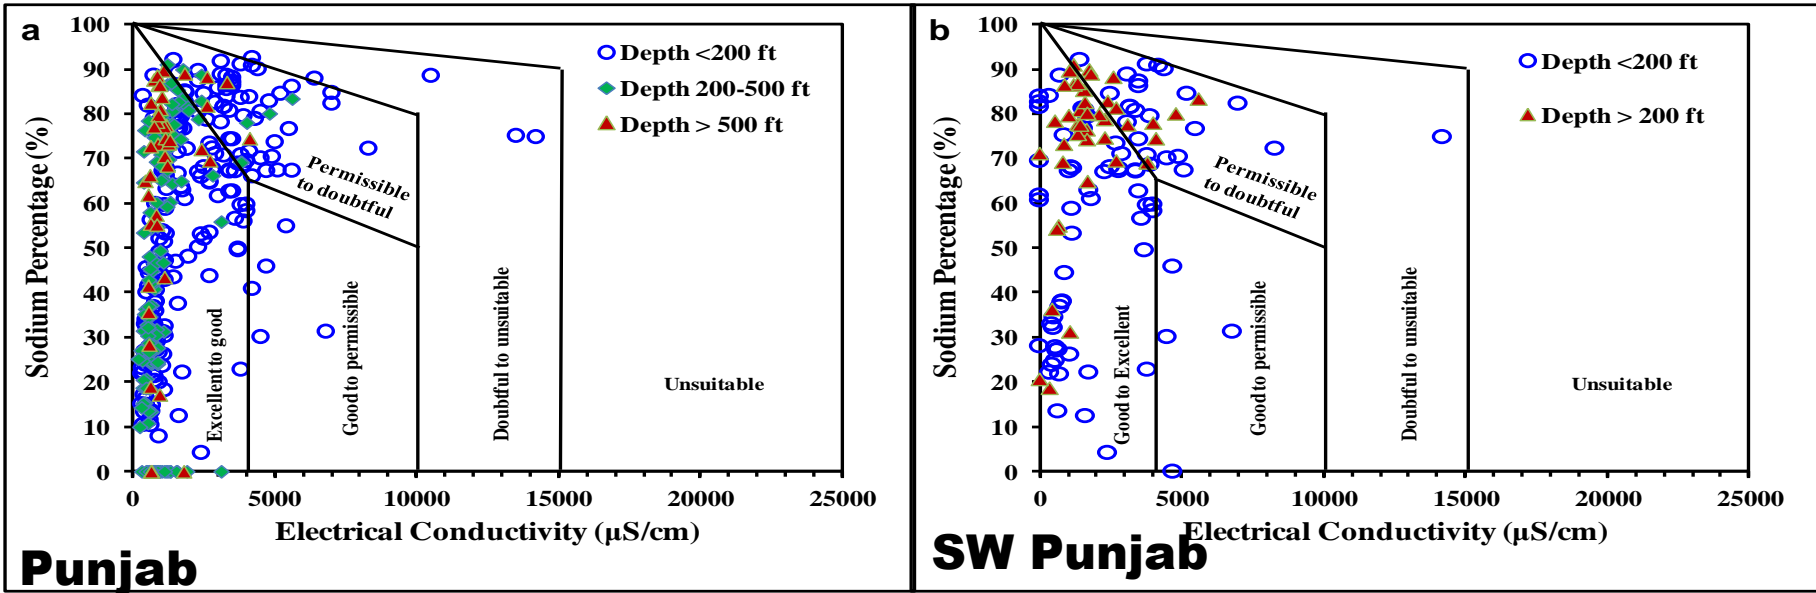 a
Sodium Percentage (%)
100
90
80
70
60
50
40
30
20
10
0
Depth <200 ft
Depth 200-500 ft
Depth > 500 ft
Permissible
to doubtful
Excellent to good
Good to permissible
Doubtful to unsuitable
Unsuitable
0 5000 10000 15000 20000 25000
Electrical Conductivity (µS/cm)
Punjab
b
Sodium Percentage (%)
100
90
80
70
60
50
40
30
20
10
0
Depth <200 ft
Depth > 200 ft
Permissible
to doubtful
Good to Excellent
Good to permissible
Doubtful to unsuitable
Unsuitable
0 5000 10000 15000 20000 25000
Electrical Conductivity (µS/cm)
SW Punjab